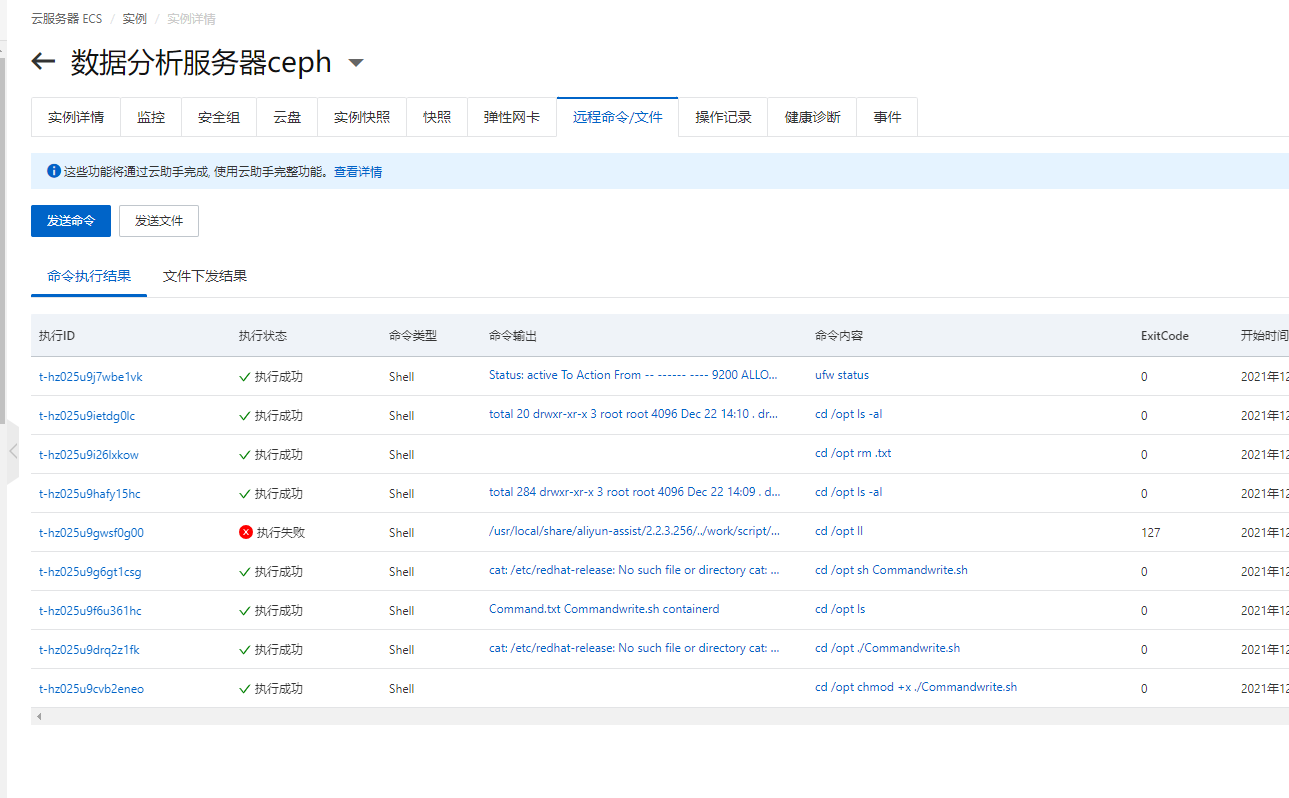 云服务器 ECS / 实例 / 实例详情
数据分析服务器ceph
实例详情 监控 安全组 云盘 实例快照 快照 弹性网卡 远程命令/文件 操作记录 健康诊断 事件
这些功能将通过云助手完成, 使用云助手完整功能。查看详情
发送命令 发送文件
命令执行结果 文件下发结果
执行ID 执行状态 命令类型 命令输出 命令内容 ExitCode 开始时间
t-hz025u9j7wbe1vk 执行成功 Shell Status: active To Action From -- ------ ---- 9200 ALLO... ufw status 0 2021年12
t-hz025u9ietdg0lc 执行成功 Shell total 20 drwxr-xr-x 3 root root 4096 Dec 22 14:10 . dr... cd /opt ls -al 0 2021年12
t-hz025u9i26lxkow 执行成功 Shell cd /opt rm .txt 0 2021年12
t-hz025u9hafy15hc 执行成功 Shell total 284 drwxr-xr-x 3 root root 4096 Dec 22 14:09 . d... cd /opt ls -al 0 2021年12
t-hz025u9gwsf0g00 执行失败 Shell /usr/local/share/aliyun-assist/2.2.3.256/../work/script/... cd /opt ll 127 2021年12
t-hz025u9g6gt1csg 执行成功 Shell cat: /etc/redhat-release: No such file or directory cat: ... cd /opt sh Commandwrite.sh 0 2021年12
t-hz025u9f6u361hc 执行成功 Shell Command.txt Commandwrite.sh containerd cd /opt ls 0 2021年12
t-hz025u9drq2z1fk 执行成功 Shell cat: /etc/redhat-release: No such file or directory cat: ... cd /opt ./Commandwrite.sh 0 2021年12
t-hz025u9cvb2eneo 执行成功 Shell cd /opt chmod +x ./Commandwrite.sh 0 2021年12